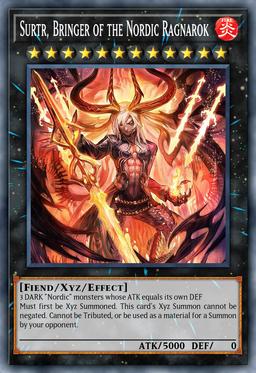 Surtr, Bringer of the Nordic Ragnarok
FIRE
炎
[Fiend/Xyz/Effect]
3 DARK "Nordic" monsters whose ATK equals its own DEF
Must first be Xyz Summoned. This card's Xyz Summon cannot be
negated. Cannot be Tributed, or be used as a material for a Summon
by your opponent.
ATK/5000 DEF/ 0